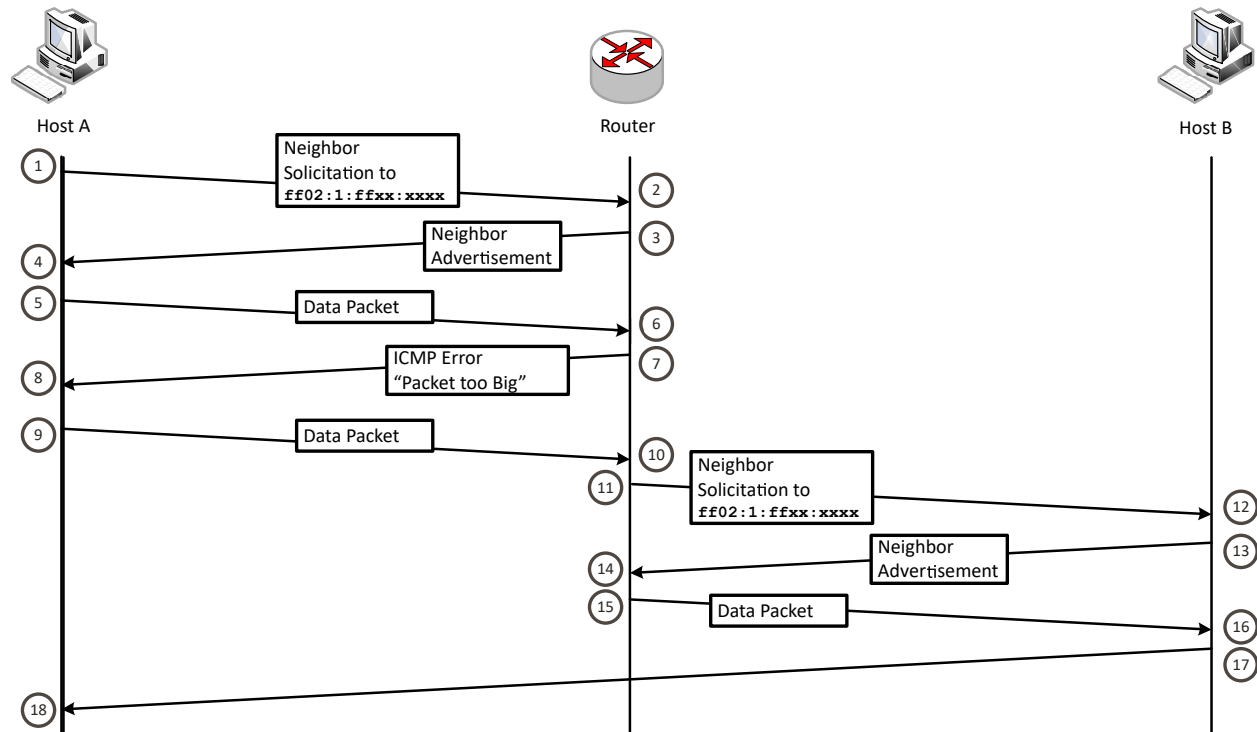 Host A
Router
Host B
1
Neighbor
Solicitation to
ff02:1:ffxx:xxxx
2
3
Neighbor
Advertisement
4
5
Data Packet
6
7
ICMP Error
“Packet too Big”
8
9
Data Packet
10
11
Neighbor
Solicitation to
ff02:1:ffxx:xxxx
12
13
Neighbor
Advertisement
14
15
Data Packet
16
17
18